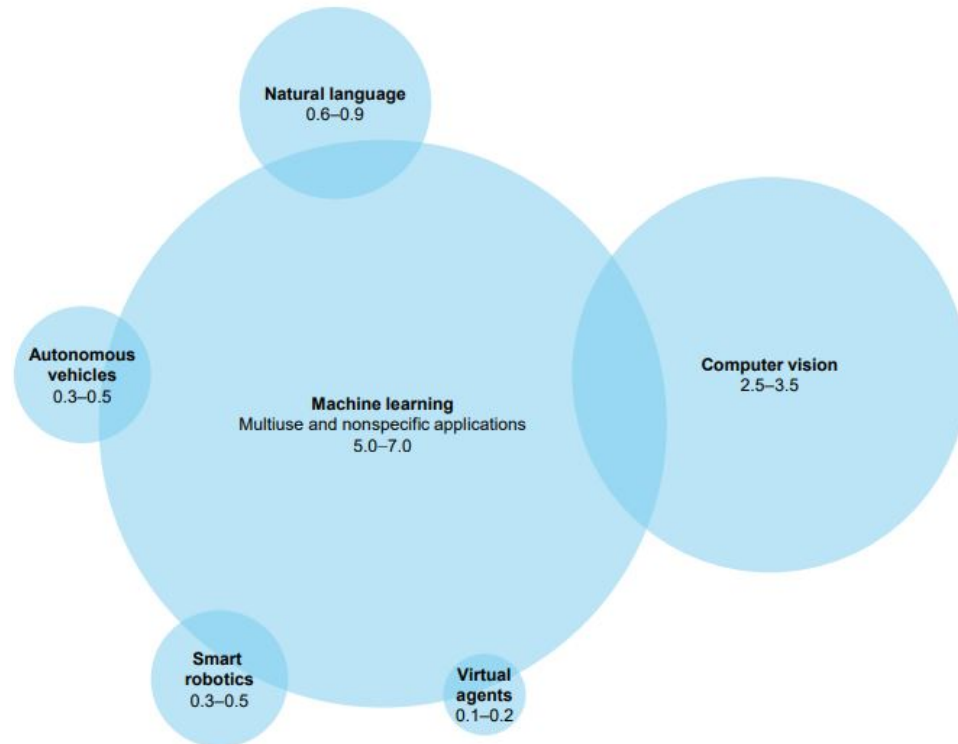 Natural language
0.6–0.9
Autonomous
vehicles
0.3–0.5
Machine learning
Multiuse and nonspecific applications
5.0–7.0
Computer vision
2.5–3.5
Smart
robotics
0.3–0.5
Virtual
agents
0.1–0.2